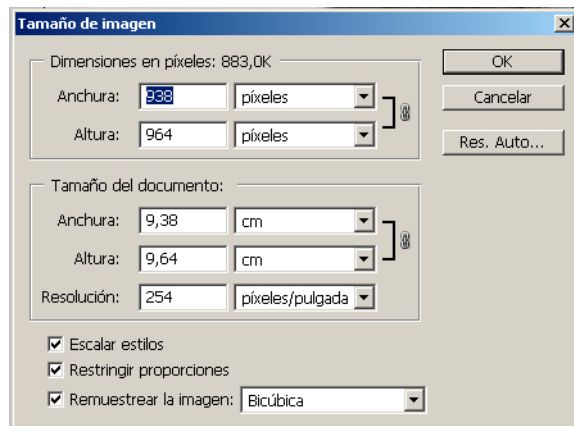 Tamaño de imagen
Dimensiones en píxeles: 883,0K
OK
Anchura: 938 píxeles
Cancelar
Altura: 964 píxeles
Res. Auto...
Tamaño del documento:
Anchura: 9,38 cm
Altura: 9,64 cm
Resolución: 254 píxeles/pulgada
Escalar estilos
Restringir proporciones
Remuestrear la imagen: Bicúbica